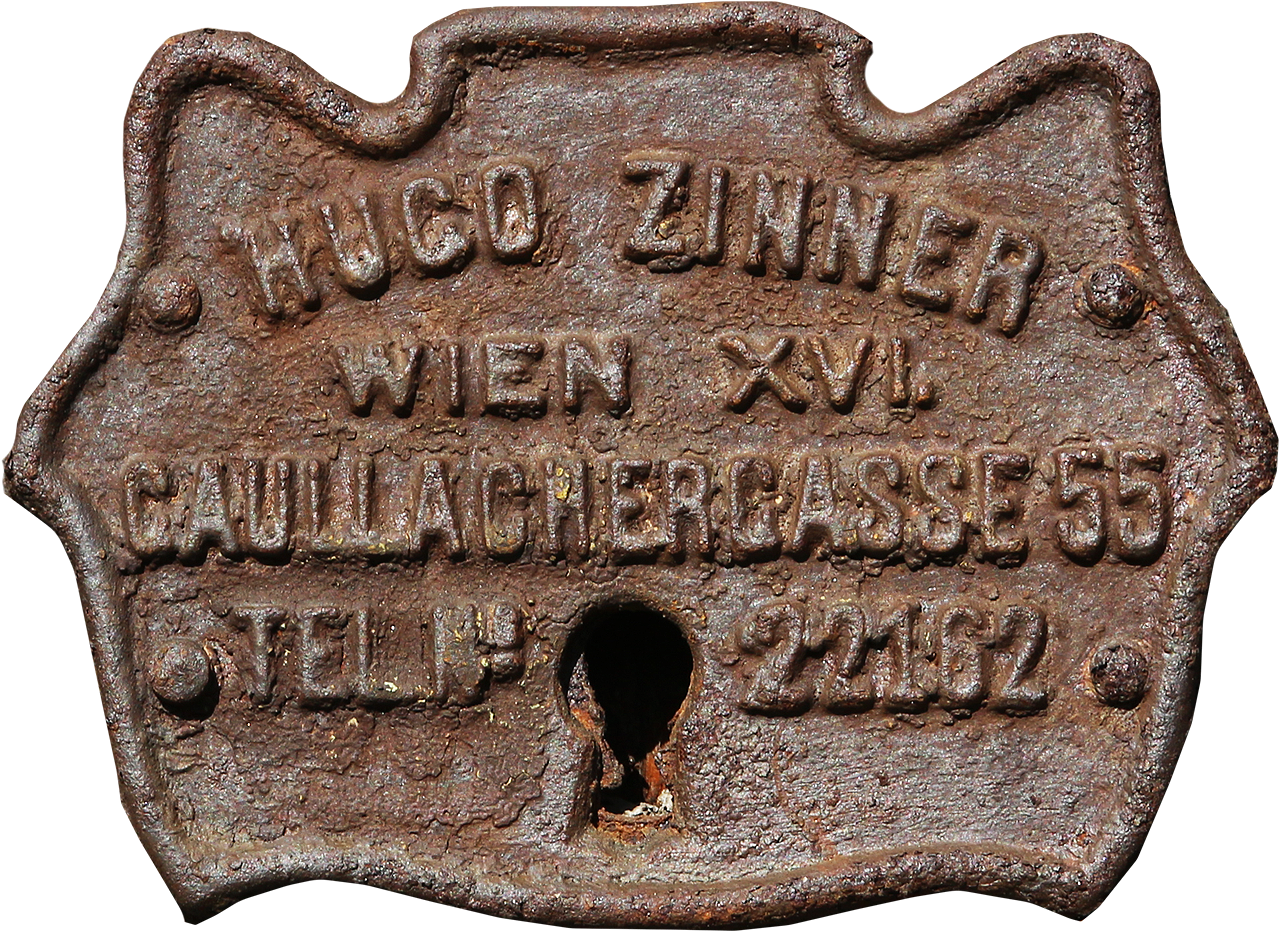 HUGO ZINNER
WIEN XVI.
GAULLACHERGASSE 55
TEL. No 22162